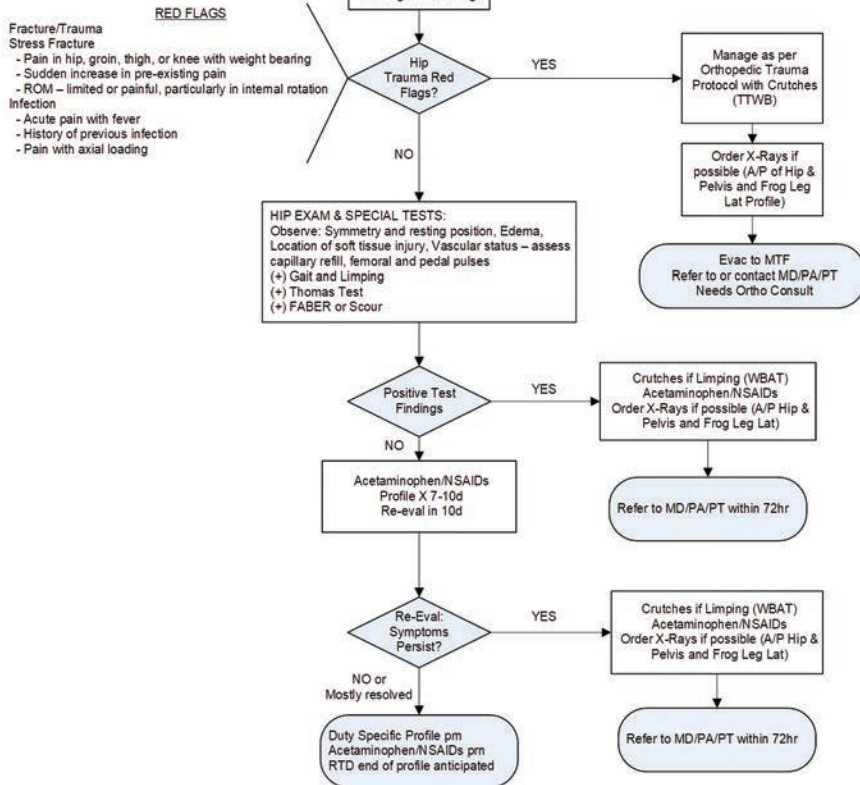 RED FLAGS
Fracture/Trauma
Stress Fracture
- Pain in hip, groin, thigh, or knee with weight bearing
- Sudden increase in pre-existing pain
- ROM – limited or painful, particularly in internal rotation
Infection
- Acute pain with fever
- History of previous infection
- Pain with axial loading
Hip
Trauma Red
Flags?
YES
Manage as per
Orthopedic Trauma
Protocol with Crutches
(TTWB)
Order X-Rays if
possible (A/P of Hip &
Pelvis and Frog Leg
Lat Profile)
Evac to MTF
Refer to or contact MD/PA/PT
Needs Ortho Consult
NO
HIP EXAM & SPECIAL TESTS:
Observe: Symmetry and resting position, Edema,
Location of soft tissue injury, Vascular status – assess
capillary refill, femoral and pedal pulses
(+) Gait and Limping
(+) Thomas Test
(+) FABER or Scour
Positive Test
Findings
YES
Crutches if Limping (WBAT)
Acetaminophen/NSAIDs
Order X-Rays if possible (A/P Hip &
Pelvis and Frog Leg Lat)
Refer to MD/PA/PT within 72hr
NO
Acetaminophen/NSAIDs
Profile X 7-10d
Re-eval in 10d
Re-Eval:
Symptoms
Persist?
YES
Crutches if Limping (WBAT)
Acetaminophen/NSAIDs
Order X-Rays if possible (A/P Hip &
Pelvis and Frog Leg Lat)
Refer to MD/PA/PT within 72hr
NO or
Mostly resolved
Duty Specific Profile prn
Acetaminophen/NSAIDs prn
RTD end of profile anticipated